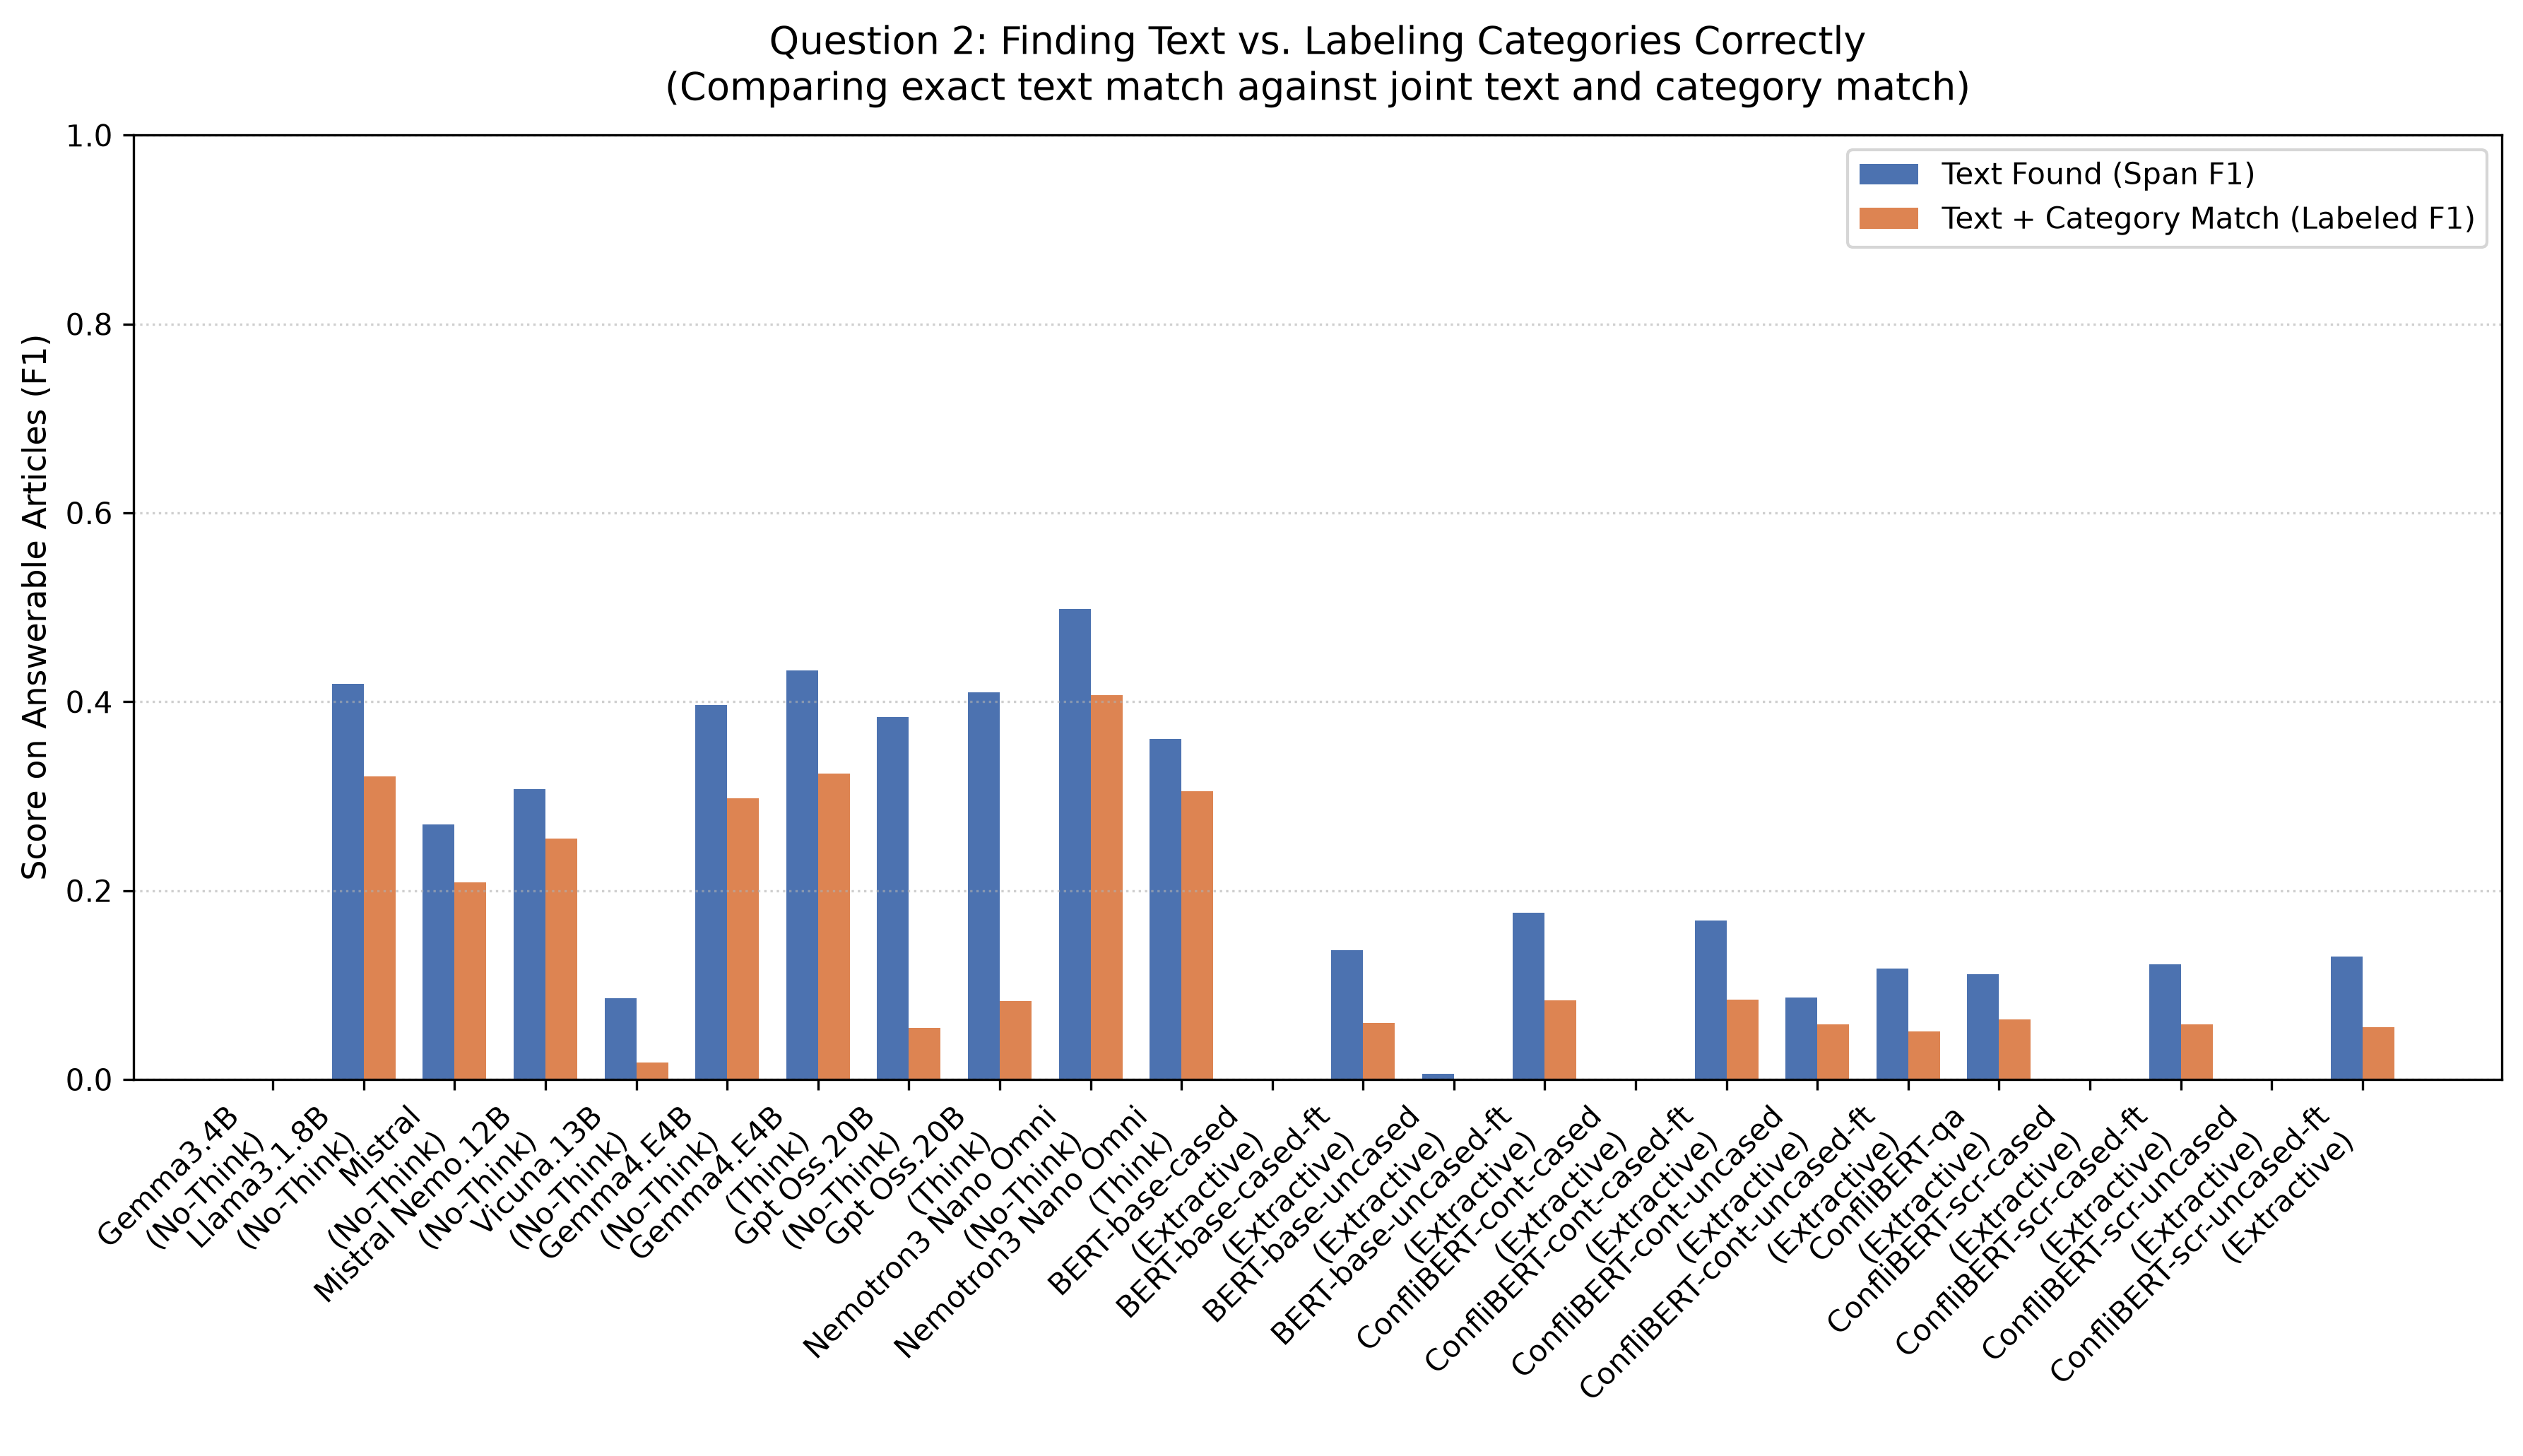 Question 2: Finding Text vs. Labeling Categories Correctly
(Comparing exact text match against joint text and category match)
Text Found (Span F1)
Text + Category Match (Labeled F1)
Score on Answerable Articles (F1)
1.0
0.8
0.6
0.4
0.2
0.0
Gemma3.4B
(No-Think)
Llama3.1.8B
(No-Think)
Mistral
(No-Think)
Mistral Nemo.12B
(No-Think)
Vicuna.13B
(No-Think)
Gemma4.E4B
(No-Think)
Gemma4.E4B
(Think)
Gpt Oss.20B
(No-Think)
Gpt Oss.20B
(Think)
Nemotron3 Nano Omni
(No-Think)
Nemotron3 Nano Omni
(Think)
BERT-base-cased
(Extractive)
BERT-base-cased-ft
(Extractive)
BERT-base-uncased
(Extractive)
BERT-base-uncased-ft
(Extractive)
ConfliBERT-cont-cased
(Extractive)
ConfliBERT-cont-cased-ft
(Extractive)
ConfliBERT-cont-uncased
(Extractive)
ConfliBERT-cont-uncased-ft
(Extractive)
ConfliBERT-qa
(Extractive)
ConfliBERT-scr-cased
(Extractive)
ConfliBERT-scr-cased-ft
(Extractive)
ConfliBERT-scr-uncased
(Extractive)
ConfliBERT-scr-uncased-ft
(Extractive)